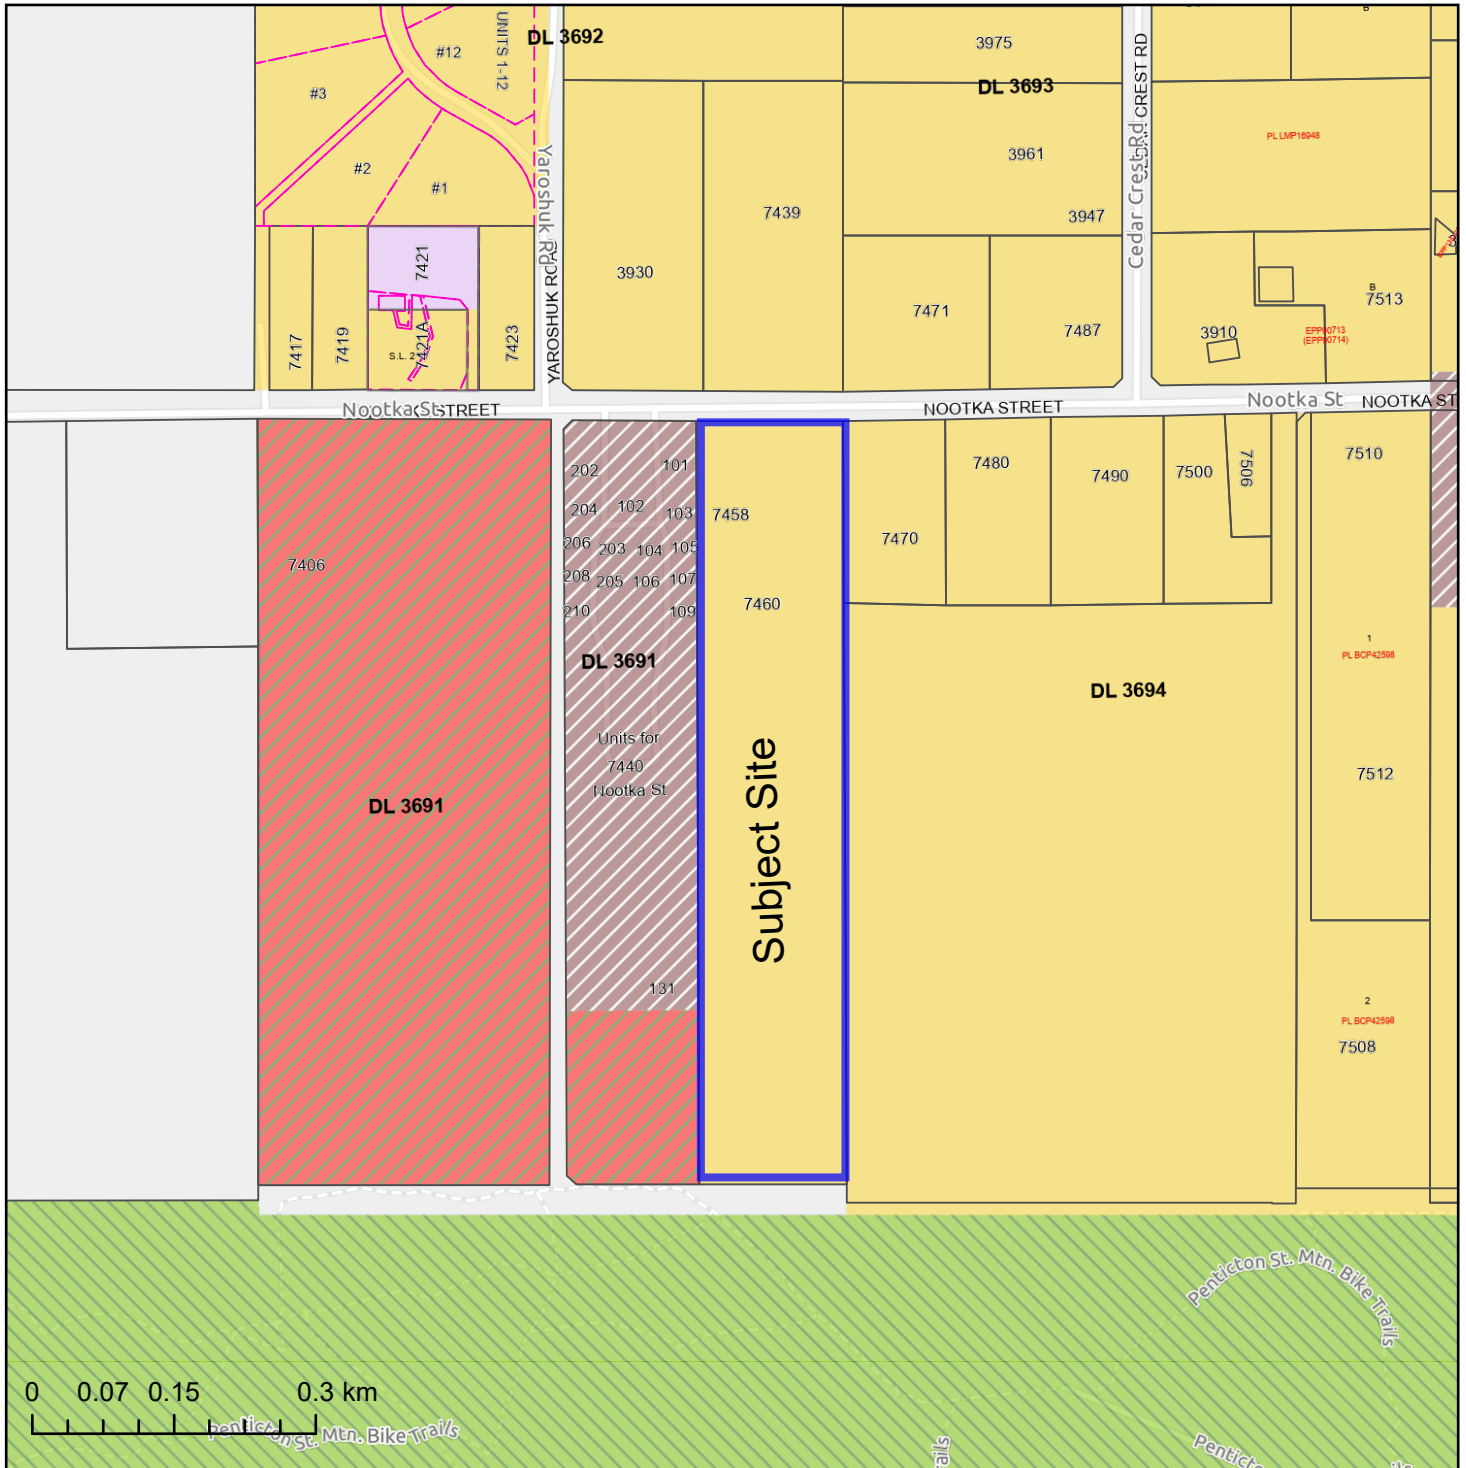 #12
UNITS 1-12
DL 3692
3975
DL 3693
CREST RD
B
#3
PL LMP16948
#2
#1
3961
7439
3947
Yaroshuk Rd
Cedar Crest Rd
7421
3930
YAROSHUK ROAD
B
7513
7471
7487
3910
EPP90713
(EPP90714)
7417
7419
S.L. 2
7421A
7423
Nootka St
STREET
NOOTKA STREET
Nootka St
NOOTKA ST
202
101
204
102
103
7458
206
203
104
105
208
205
106
107
210
109
7460
7406
7470
7480
7490
7500
7506
7510
DL 3691
1
PL BCP42598
DL 3694
Units for
7440
Nootka St
7512
DL 3691
Subject Site
131
2
PL BCP42598
7508
Penticton St. Mtn. Bike Trails
0 0.07 0.15 0.3 km
Penticton St. Mtn. Bike Trails
ails
Penticto